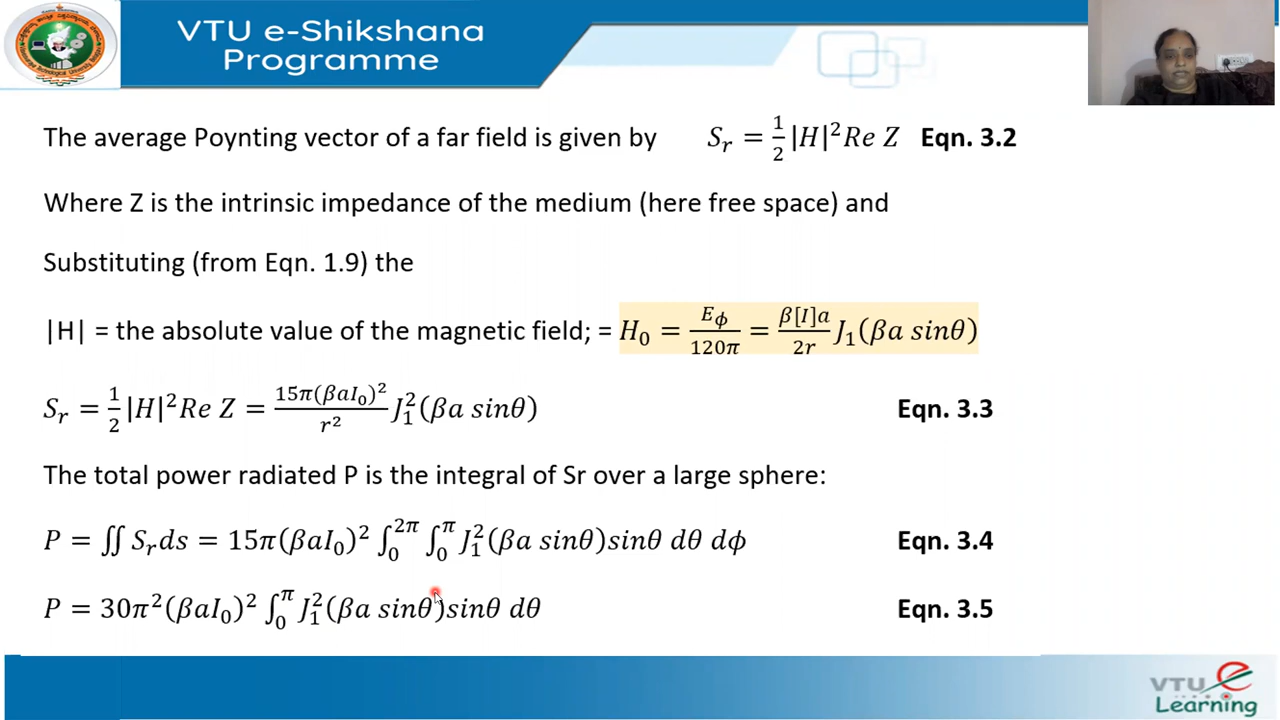 VTU e-Shikshana
Programme
The average Poynting vector of a far field is given by S_r = 1/2 |H|² Re Z Eqn. 3.2
Where Z is the intrinsic impedance of the medium (here free space) and
Substituting (from Eqn. 1.9) the
|H| = the absolute value of the magnetic field; = H_0 = E_ϕ/120π = β[I]a/2r J_1(βa sinθ)
S_r = 1/2 |H|² Re Z = 15π(βaI_0)²/r² J_1²(βa sinθ) Eqn. 3.3
The total power radiated P is the integral of Sr over a large sphere:
P = ∬ S_r ds = 15π(βaI_0)² ∫_0^2π ∫_0^π J_1²(βa sinθ)sinθ dθ dϕ Eqn. 3.4
P = 30π²(βaI_0)² ∫_0^π J_1²(βa sinθ)sinθ dθ Eqn. 3.5
VTU e
Learning